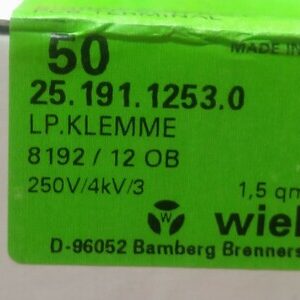 TERMINAL
50
MADE IN
25.191.1253.0
LP.KLEMME
8192 / 12 OB
250V/4kV/3
1,5 qm
W
wiel
D-96052 Bamberg Brenners